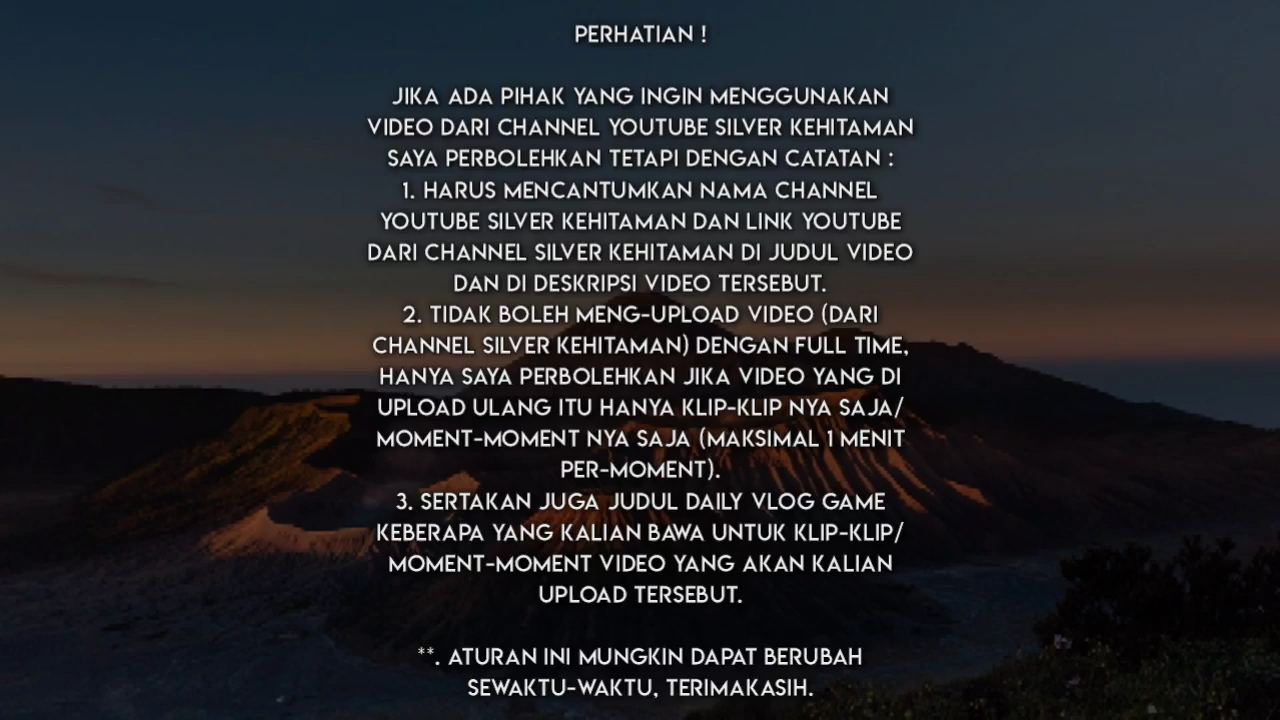 PERHATIAN !
JIKA ADA PIHAK YANG INGIN MENGGUNAKAN
VIDEO DARI CHANNEL YOUTUBE SILVER KEHITAMAN
SAYA PERBOLEHKAN TETAPI DENGAN CATATAN :
1. HARUS MENCANTUMKAN NAMA CHANNEL
YOUTUBE SILVER KEHITAMAN DAN LINK YOUTUBE
DARI CHANNEL SILVER KEHITAMAN DI JUDUL VIDEO
DAN DI DESKRIPSI VIDEO TERSEBUT.
2. TIDAK BOLEH MENG-UPLOAD VIDEO (DARI
CHANNEL SILVER KEHITAMAN) DENGAN FULL TIME,
HANYA SAYA PERBOLEHKAN JIKA VIDEO YANG DI
UPLOAD ULANG ITU HANYA KLIP-KLIP NYA SAJA/
MOMENT-MOMENT NYA SAJA (MAKSIMAL 1 MENIT
PER-MOMENT).
3. SERTAKAN JUGA JUDUL DAILY VLOG GAME
KEBERAPA YANG KALIAN BAWA UNTUK KLIP-KLIP/
MOMENT-MOMENT VIDEO YANG AKAN KALIAN
UPLOAD TERSEBUT.
**. ATURAN INI MUNGKIN DAPAT BERUBAH
SEWAKTU-WAKTU, TERIMAKASIH.